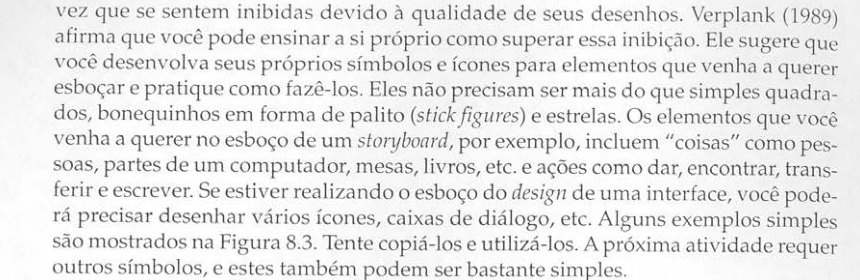 vez que se sentem inibidas devido à qualidade de seus desenhos. Verplank (1989)
afirma que você pode ensinar a si próprio como superar essa inibição. Ele sugere que
você desenvolva seus próprios símbolos e ícones para elementos que venha a querer
esboçar e pratique como fazê-los. Eles não precisam ser mais do que simples quadra-
dos, bonequinhos em forma de palito (stick figures) e estrelas. Os elementos que você
venha a querer no esboço de um storyboard, por exemplo, incluem “coisas” como pes-
soas, partes de um computador, mesas, livros, etc. e ações como dar, encontrar, trans-
ferir e escrever. Se estiver realizando o esboço do design de uma interface, você pode-
rá precisar desenhar vários ícones, caixas de diálogo, etc. Alguns exemplos simples
são mostrados na Figura 8.3. Tente copiá-los e utilizá-los. A próxima atividade requer
outros símbolos, e estes também podem ser bastante simples.